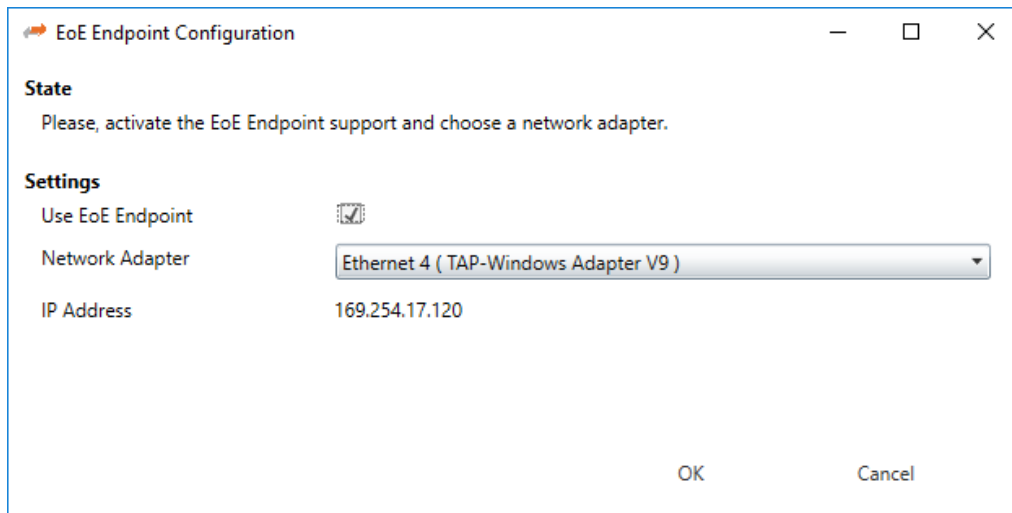 EoE Endpoint Configuration
State
Please, activate the EoE Endpoint support and choose a network adapter.
Settings
Use EoE Endpoint
Network Adapter Ethernet 4 ( TAP-Windows Adapter V9 )
IP Address 169.254.17.120
OK Cancel